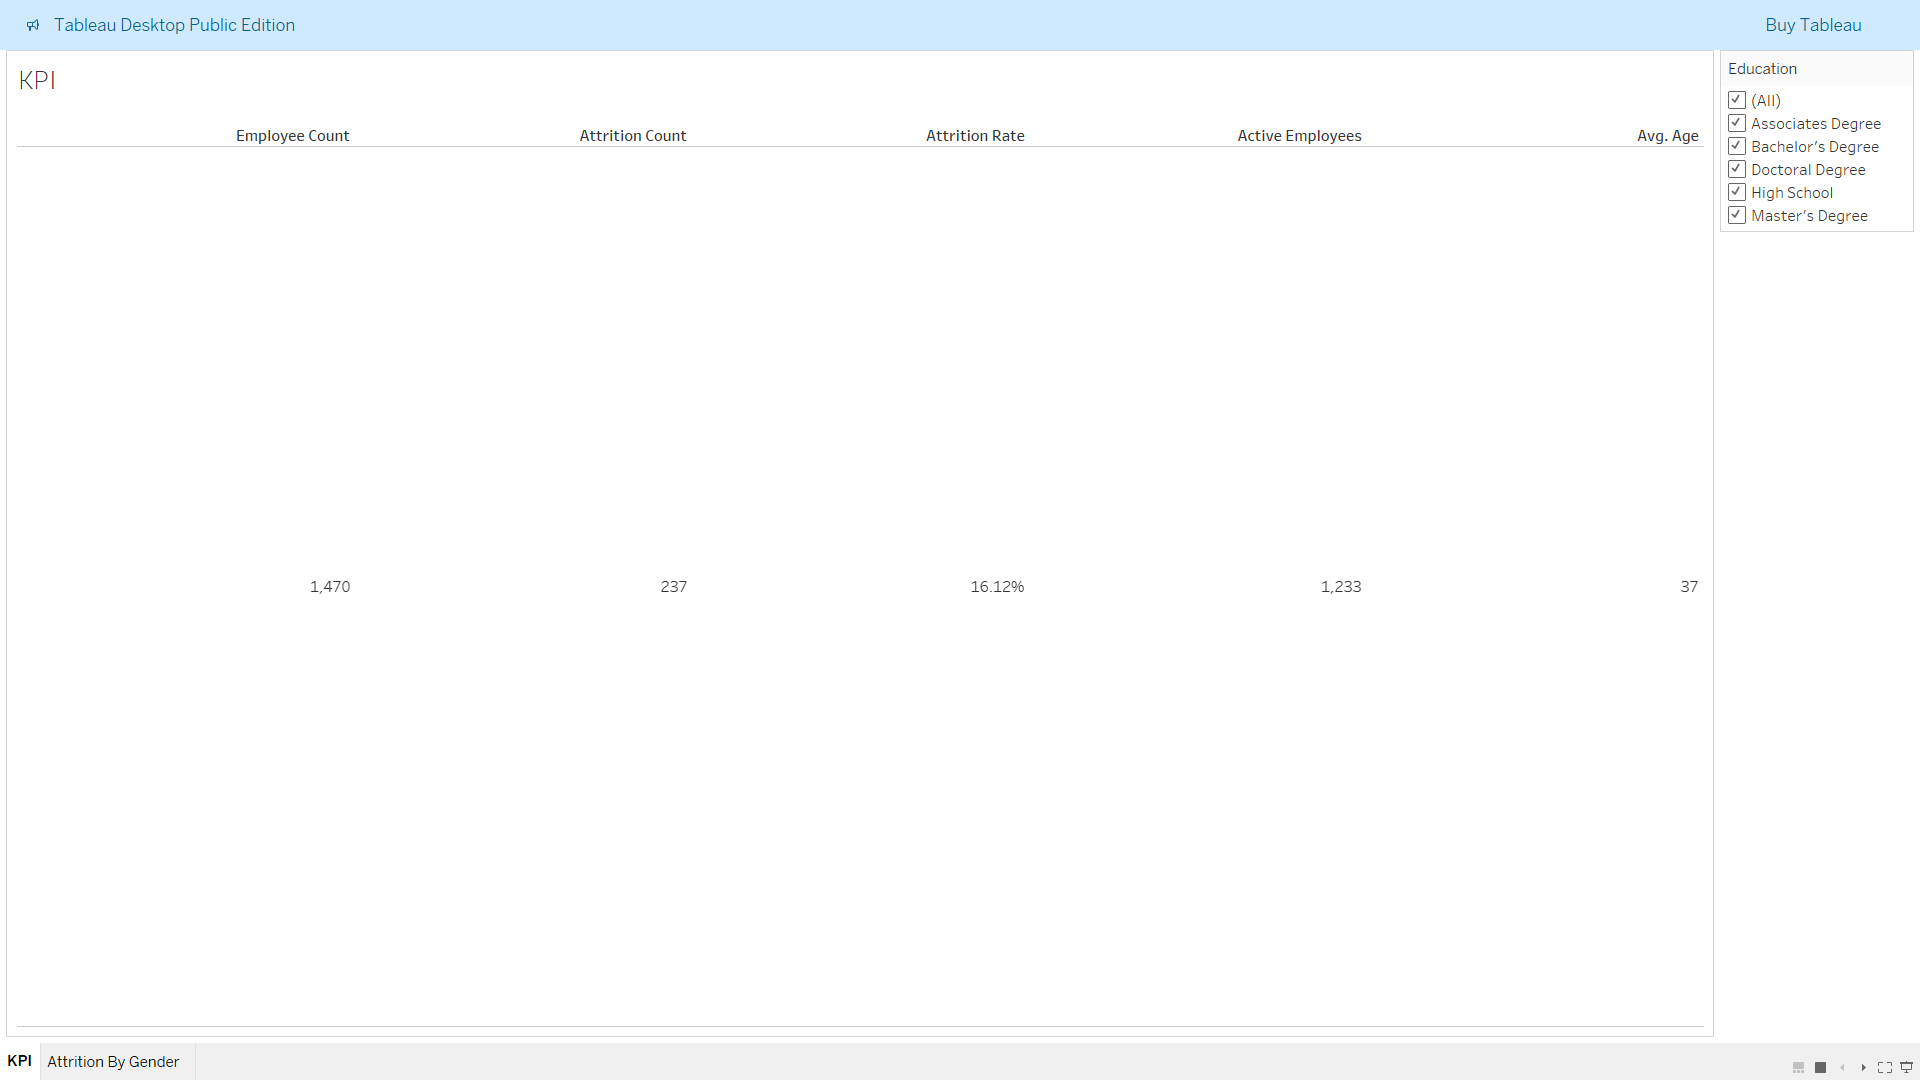 Tableau Desktop Public Edition
Buy Tableau
KPI
Employee Count Attrition Count Attrition Rate Active Employees Avg. Age
1,470 237 16.12% 1,233 37
Education
(All)
Associates Degree
Bachelor’s Degree
Doctoral Degree
High School
Master’s Degree
KPI
Attrition By Gender